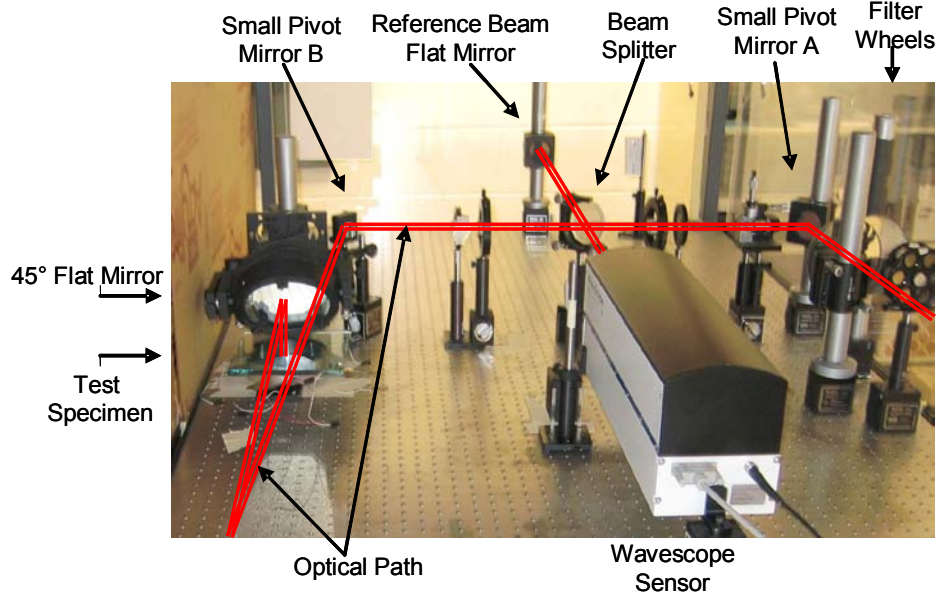 Small Pivot
Mirror B
Reference Beam
Flat Mirror
Beam
Splitter
Small Pivot
Mirror A
Filter
Wheels
45° Flat Mirror
Test
Specimen
Optical Path
Wavescope
Sensor